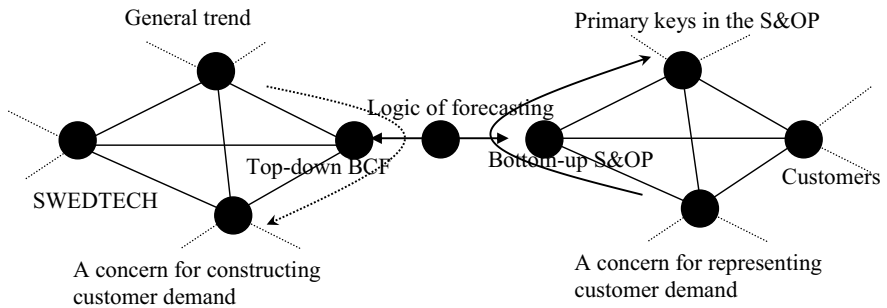 General trend
Primary keys in the S&OP
Logic of forecasting
Top-down BCF
Bottom-up S&OP
SWEDTECH
Customers
A concern for constructing
customer demand
A concern for representing
customer demand